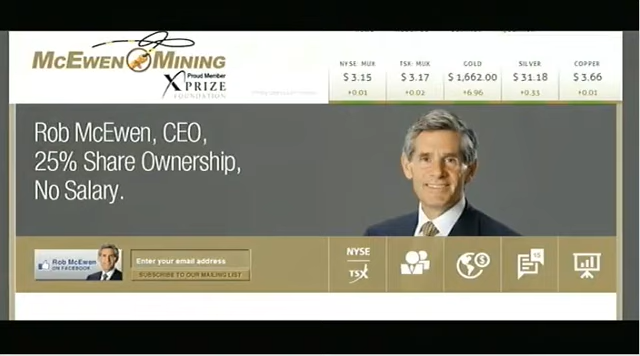 McEwen Mining
Proud Member
XPRIZE
FOUNDATION
NYSE: MUX
$ 3.15
+0.01
TSX: MUX
$ 3.17
+0.02
GOLD
$ 1,662.00
+6.96
SILVER
$ 31.18
+0.33
COPPER
$ 3.66
+0.01
Rob McEwen, CEO,
25% Share Ownership,
No Salary.
Rob McEwen
ON FACEBOOK
Enter your email address
SUBSCRIBE TO OUR MAILING LIST
NYSE
TSX
$
15